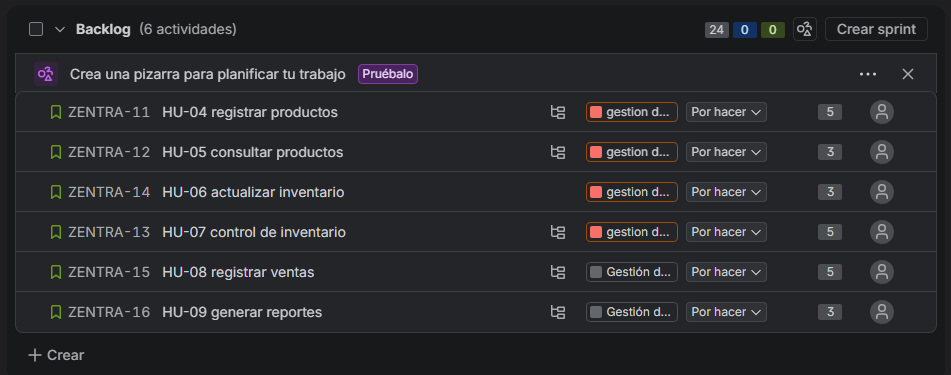 Backlog (6 actividades) 24 0 0 Crear sprint
Crea una pizarra para planificar tu trabajo Pruébalo
ZENTRA-11 HU-04 registrar productos gestion d... Por hacer 5
ZENTRA-12 HU-05 consultar productos gestion d... Por hacer 3
ZENTRA-14 HU-06 actualizar inventario gestion d... Por hacer 3
ZENTRA-13 HU-07 control de inventario gestion d... Por hacer 5
ZENTRA-15 HU-08 registrar ventas Gestión d... Por hacer 5
ZENTRA-16 HU-09 generar reportes Gestión d... Por hacer 3
+ Crear